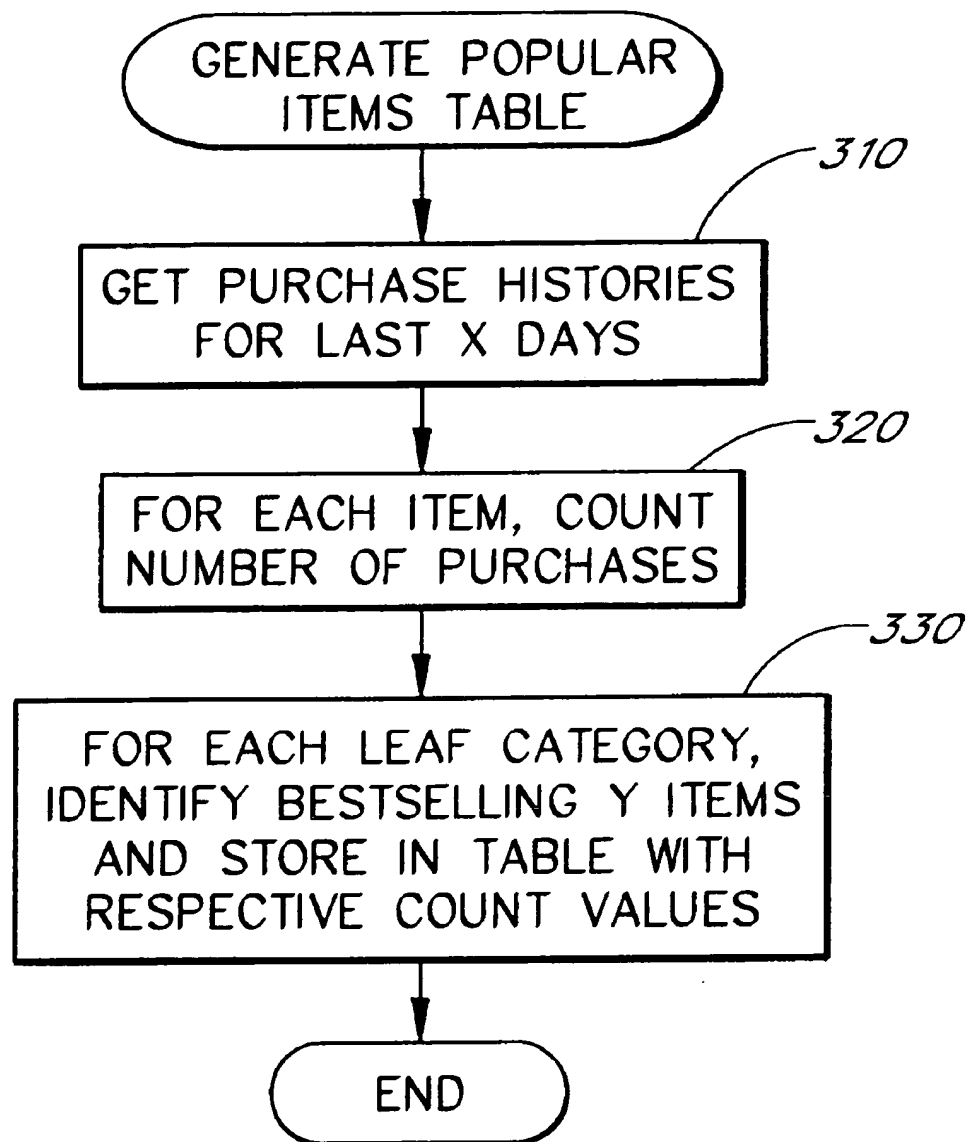 GENERATE POPULAR
ITEMS TABLE
310
GET PURCHASE HISTORIES
FOR LAST X DAYS
320
FOR EACH ITEM, COUNT
NUMBER OF PURCHASES
330
FOR EACH LEAF CATEGORY,
IDENTIFY BESTSELLING Y ITEMS
AND STORE IN TABLE WITH
RESPECTIVE COUNT VALUES
END